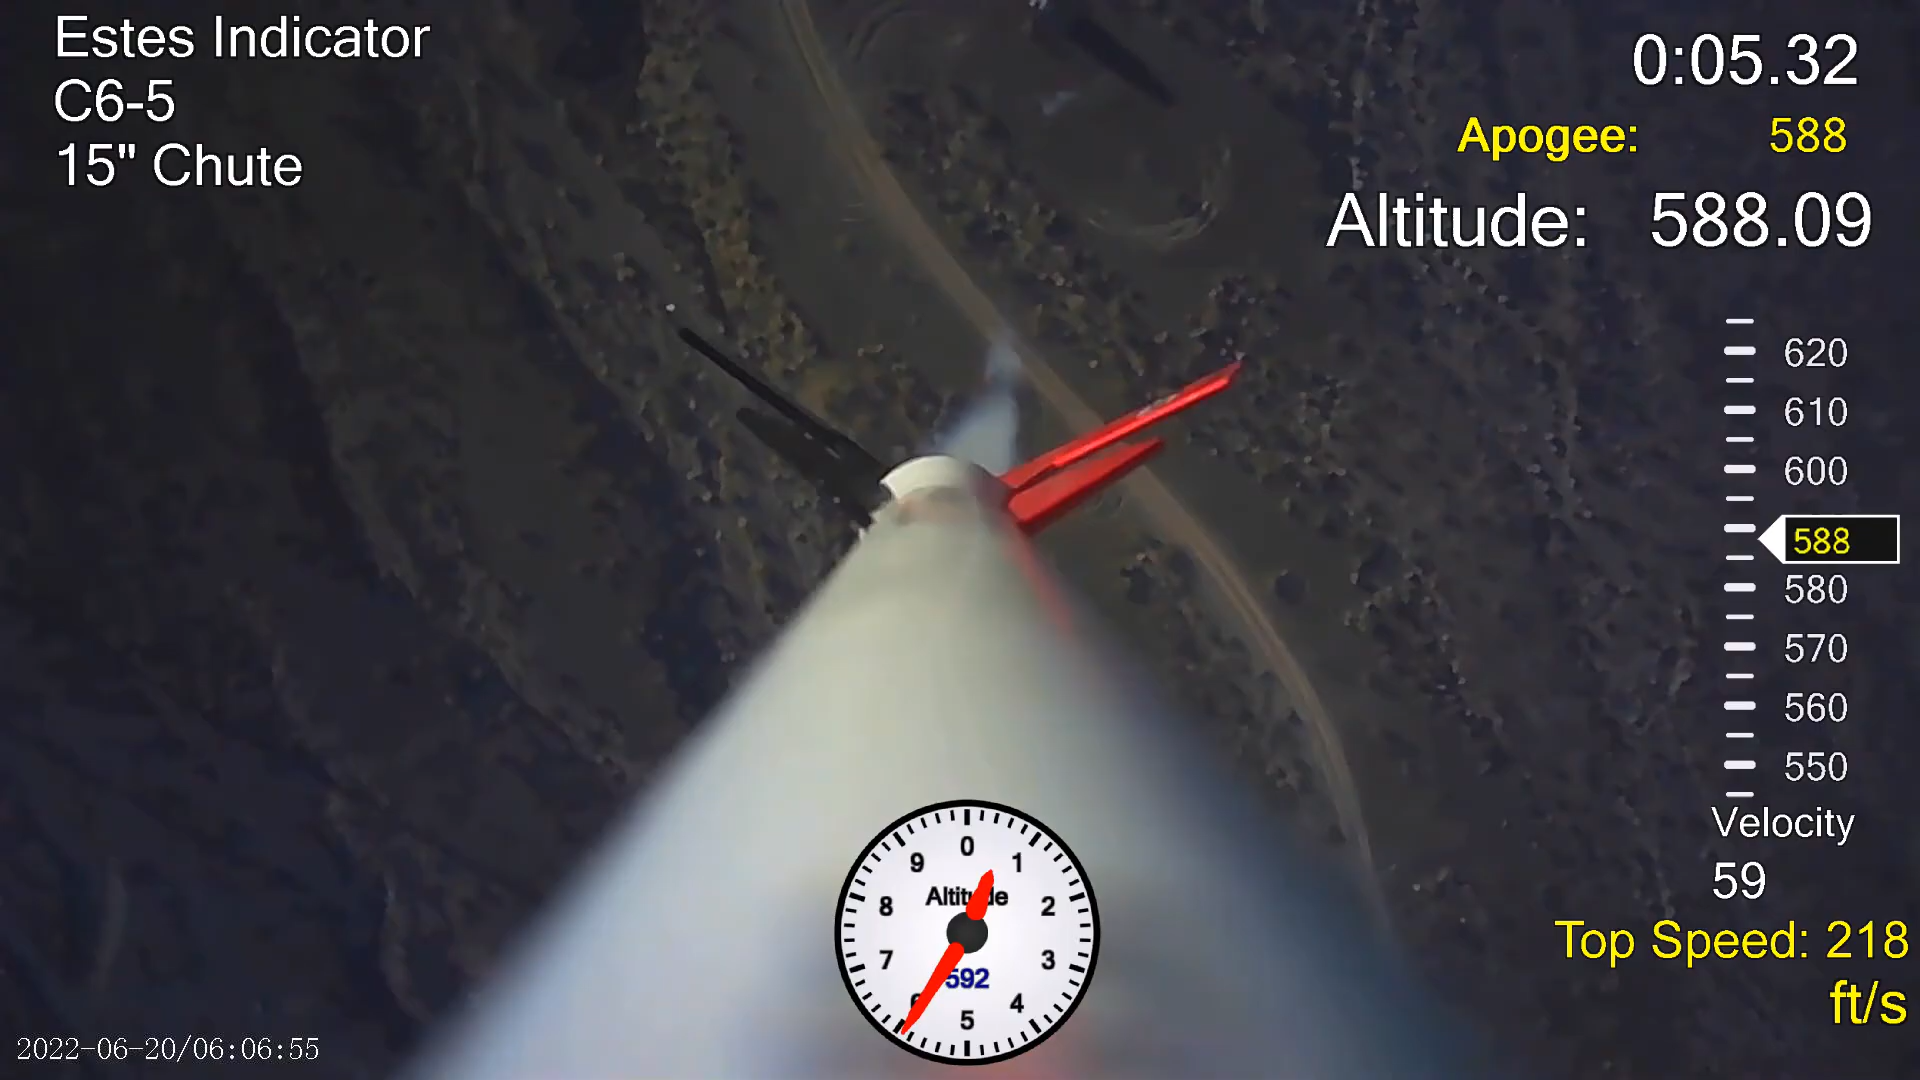 Estes Indicator
C6-5
15" Chute
0:05.32
Apogee: 588
Altitude: 588.09
620
610
600
588
580
570
560
550
Velocity
59
Top Speed: 218
ft/s
0
1
2
3
4
5
6
7
8
9
Altitude
592
2022-06-20/06:06:55